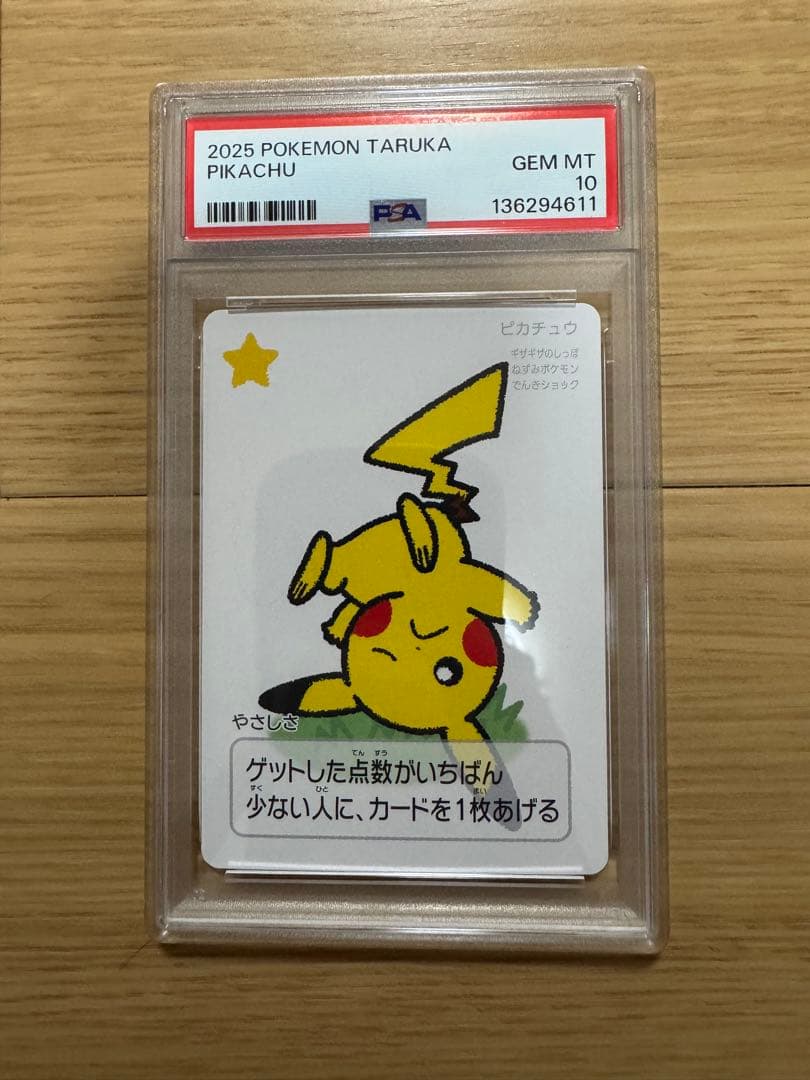 2025 POKEMON TARUKA
PIKACHU
GEM MT
10
136294611
PSA
ピカチュウ
ギザギザのしっぽ
ねずみポケモン
でんきショック
やさしさ
てん すう
ゲットした点数がいちばん
すく ひと まい
少ない人に、カードを1枚あげる